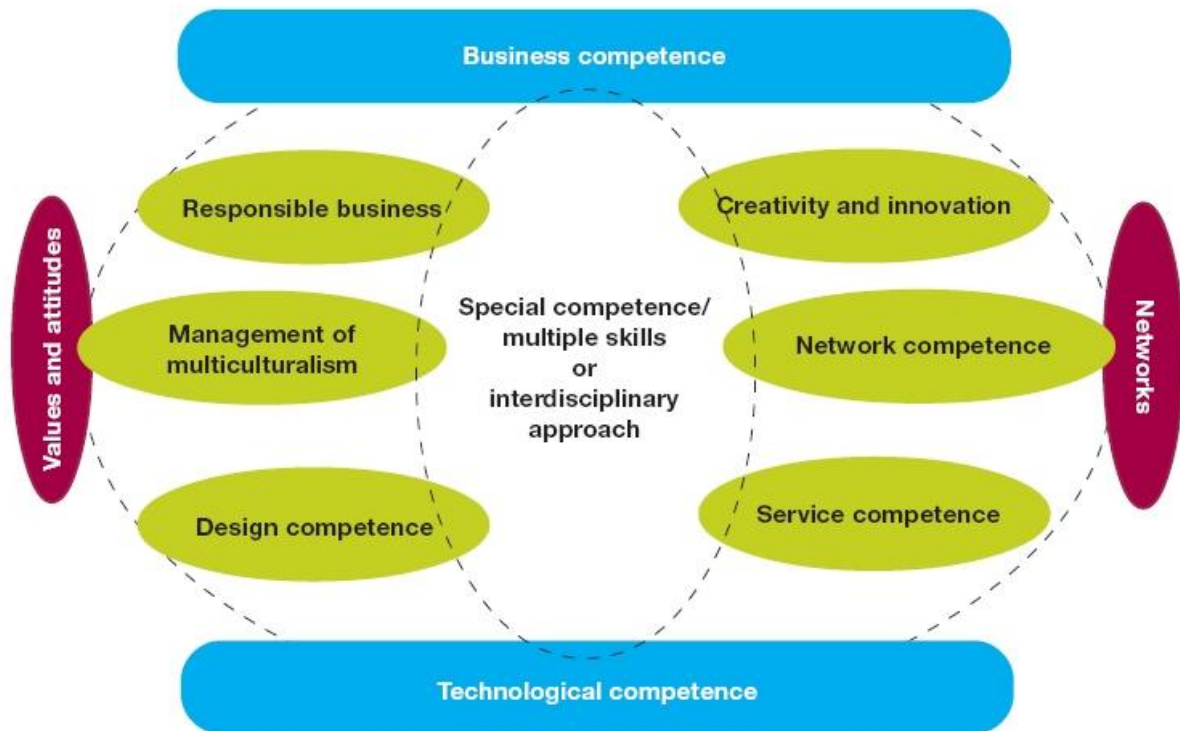 Business competence
Responsible business
Creativity and innovation
Values and attitudes
Management of
multiculturalism
Special competence/
multiple skills
or
interdisciplinary
approach
Network competence
Networks
Design competence
Service competence
Technological competence